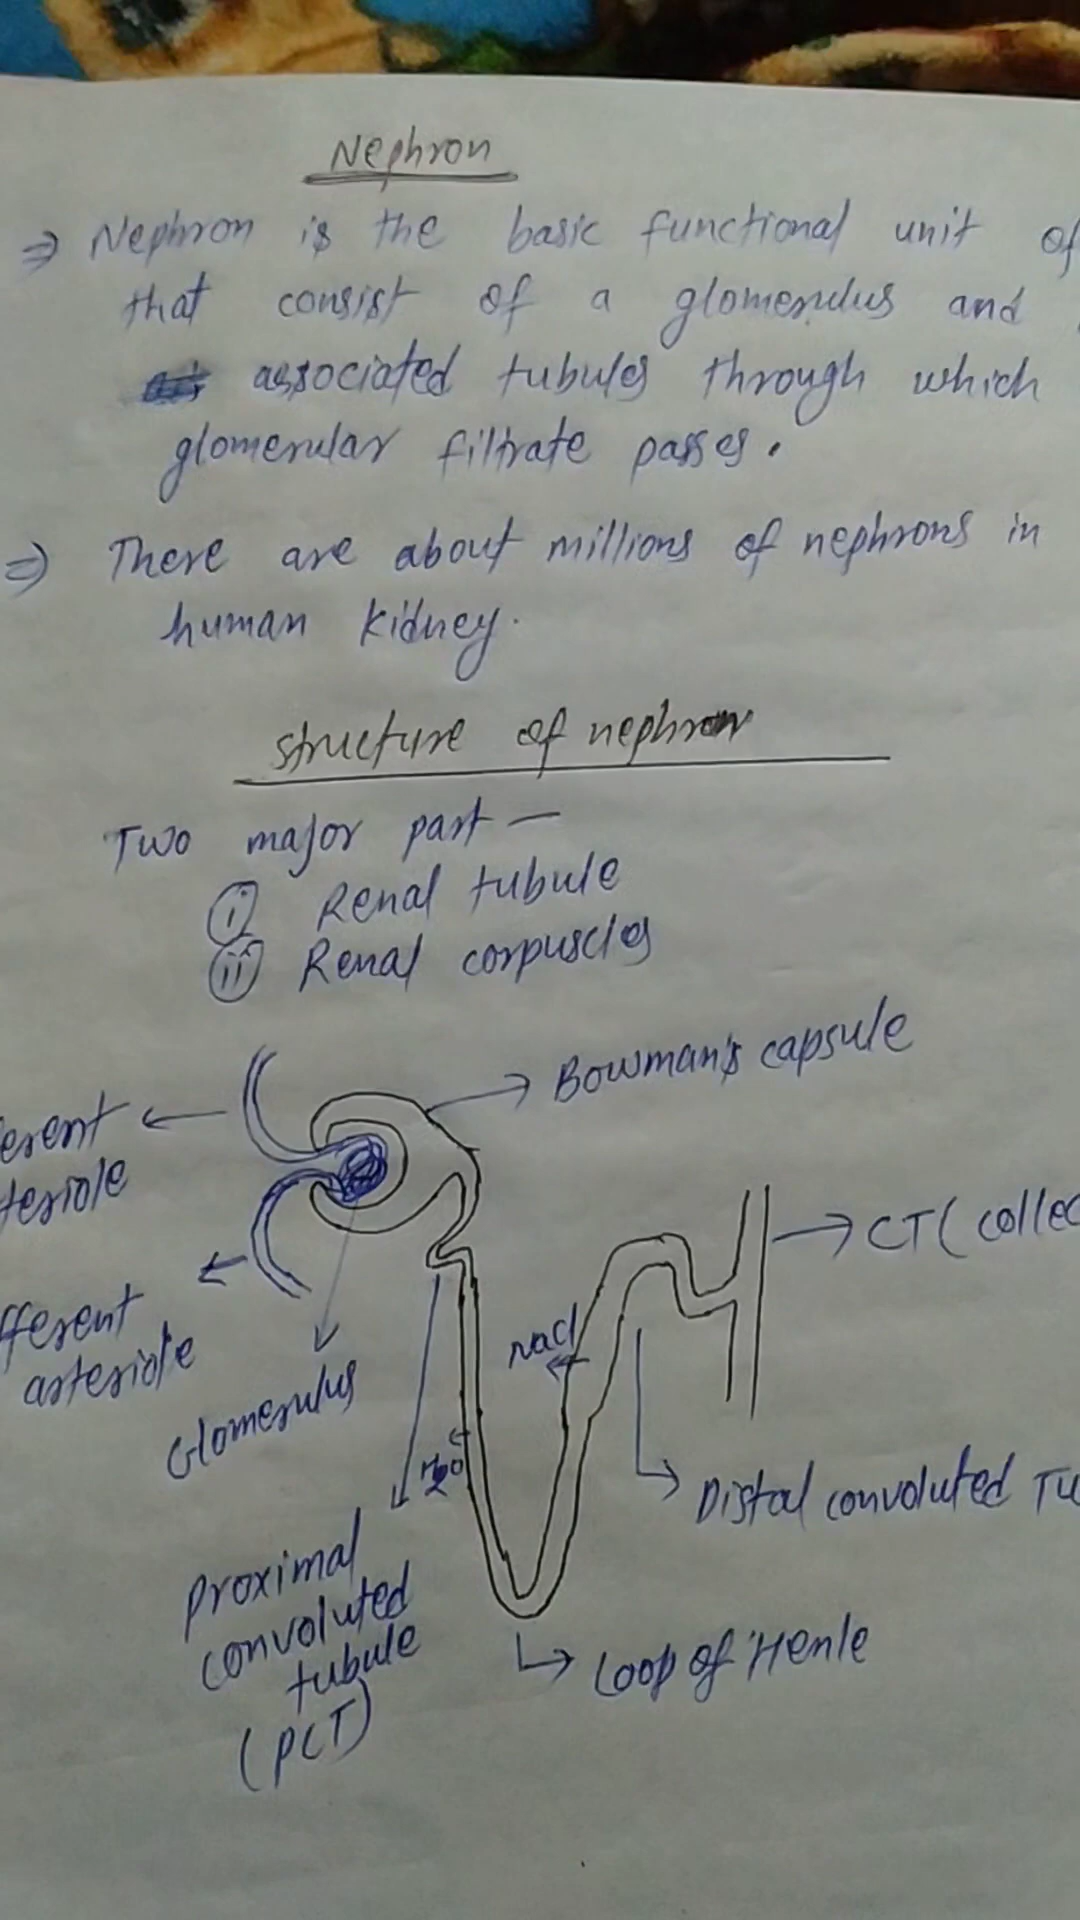 Nephron
⇒ Nephron is the basic functional unit of
that consist of a glomerulus and
associated tubules through which
glomerular filtrate passes.
⇒ There are about millions of nephrons in
human kidney.
structure of nephron
Two major part —
(i) Renal tubule
(ii) Renal corpuscles
Bowman's capsule
erent
teriole
CT (collec
fferent
arteriole
Glomerulus
NaCl
H2O
Distal convoluted Tu
Proximal
convoluted
tubule
(PCT)
Loop of Henle